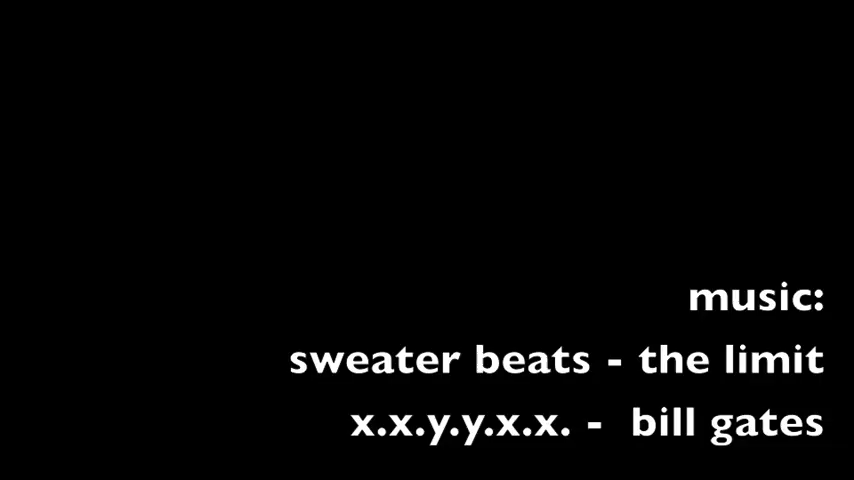 music:
sweater beats - the limit
x.x.y.y.x.x. - bill gates